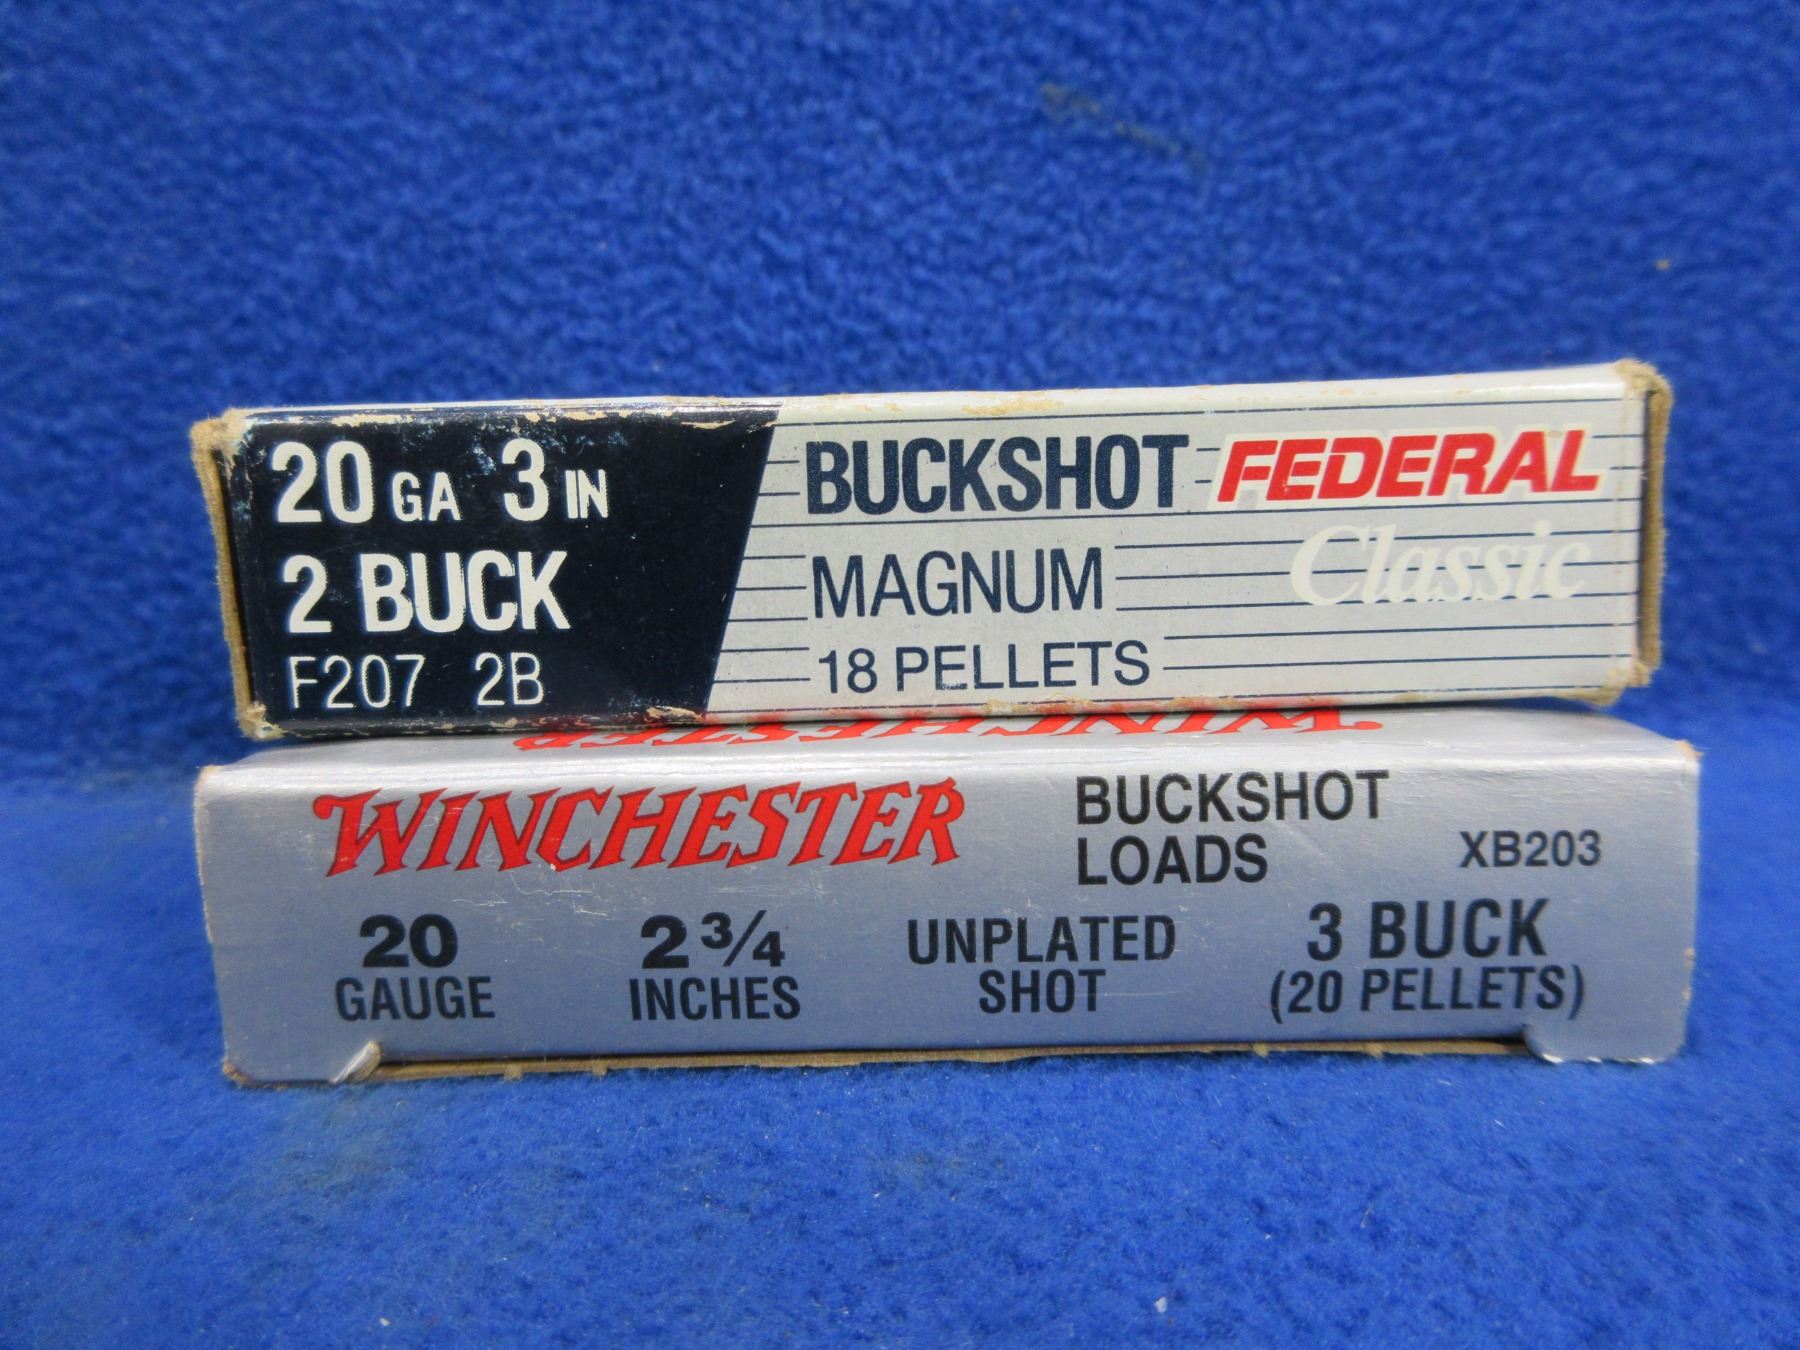 20 GA 3 IN
2 BUCK
F207 2B
BUCKSHOT
MAGNUM
18 PELLETS
FEDERAL
Classic
WINCHESTER
WINCHESTER
BUCKSHOT
LOADS
XB203
20
GAUGE
2 3/4
INCHES
UNPLATED
SHOT
3 BUCK
(20 PELLETS)